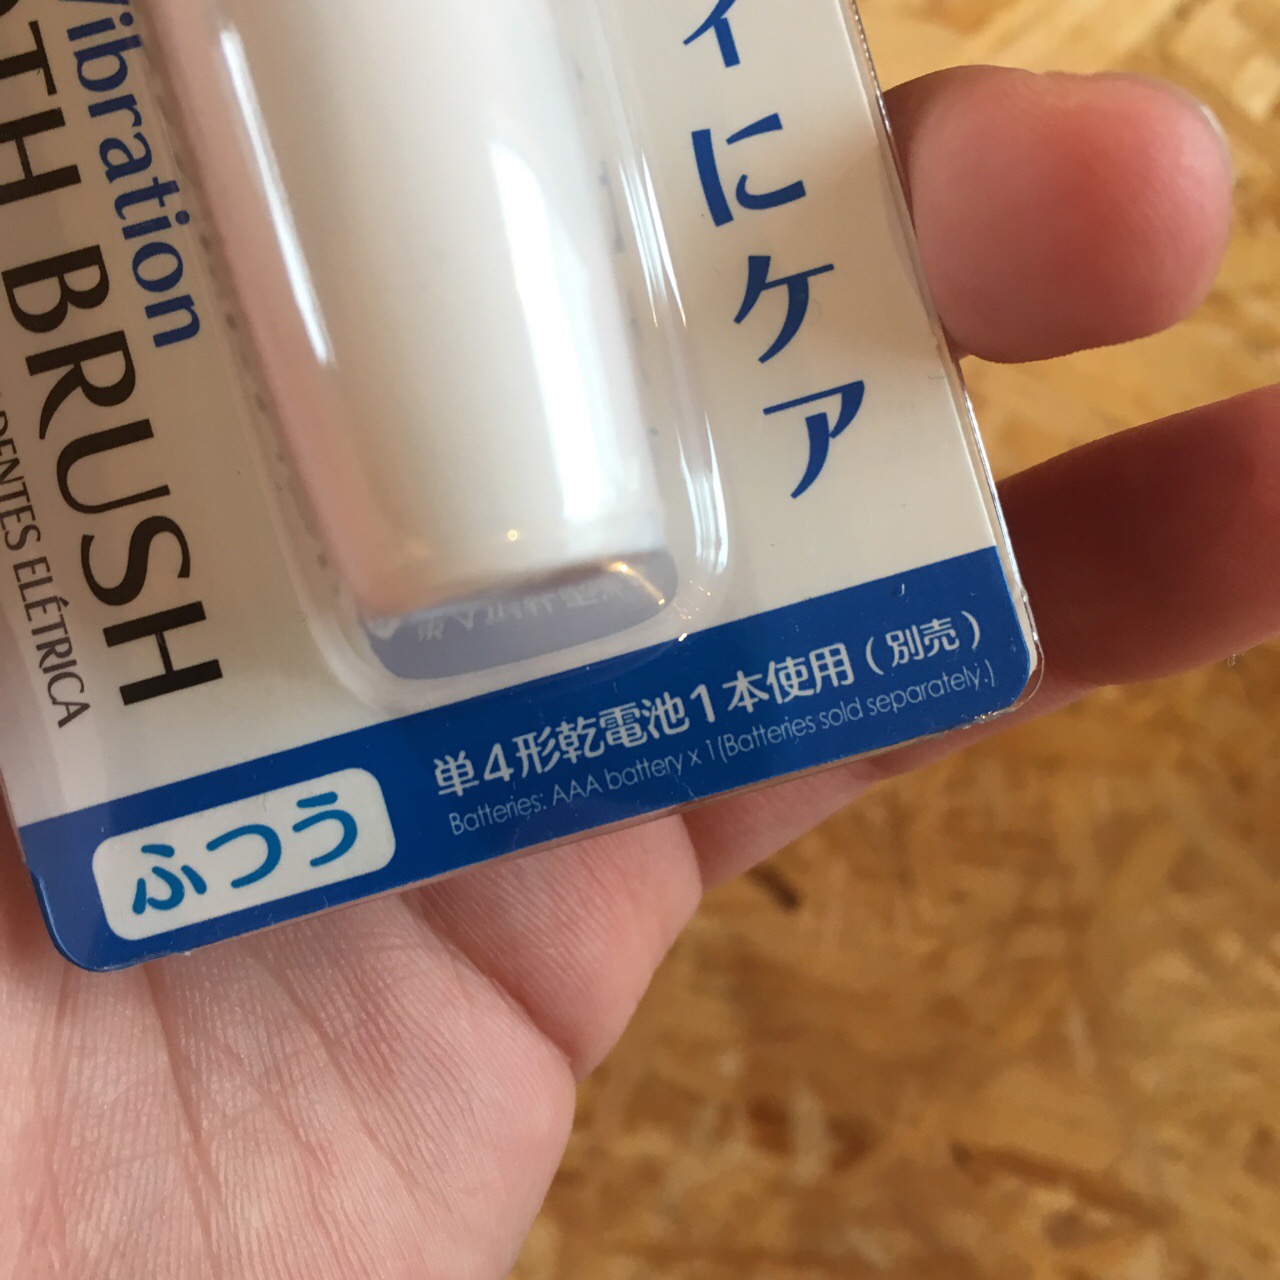 Vibration
TH BRUSH
DENTES ELÉTRICA
ィにケア
単4形乾電池1本使用(別売)
Batteries: AAA battery x 1(Batteries sold separately.)
ふつう